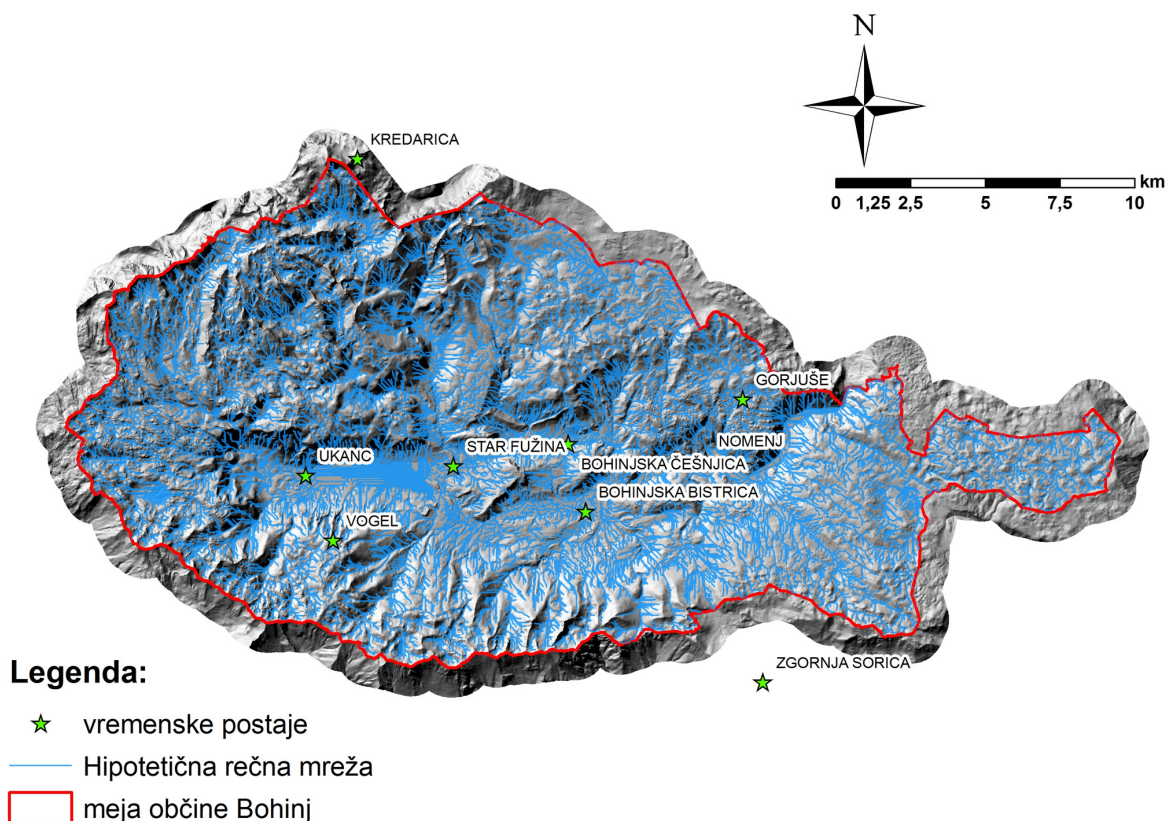 N
km
0 1,25 2,5 5 7,5 10
KREDARICA
GORJUŠE
NOMENJ
STAR FUŽINA
UKANC
BOHINJSKA ČEŠNJICA
BOHINJSKA BISTRICA
VOGEL
ZGORNJA SORICA
Legenda:
vremenske postaje
Hipotetična rečna mreža
meja občine Bohinj